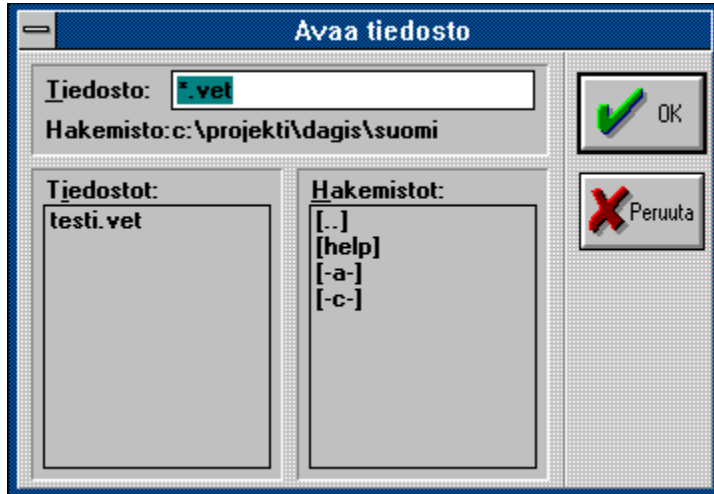 Avaa tiedosto
Tiedosto: *.vet
Hakemisto:c:\projekti\dagis\suomi
OK
Peruuta
Tiedostot:
testi.vet
Hakemistot:
[..]
[help]
[-a-]
[-c-]